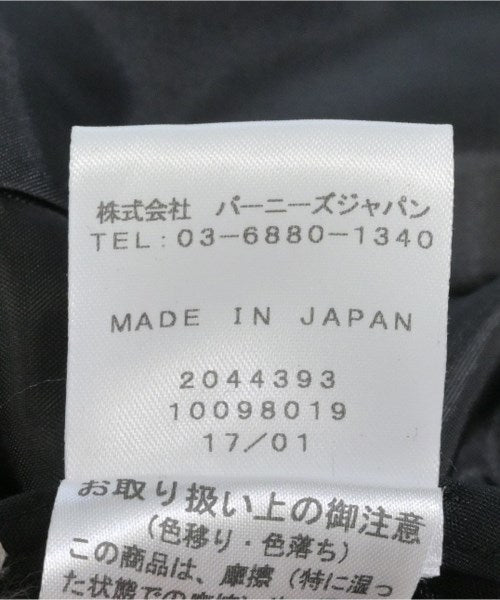 株式会社　バーニーズジャパン
TEL:03-6880-1340
MADE IN JAPAN
2044393
10098019
17/01
お取り扱い上の御注意
(色移り・色落ち)
この商品は、摩擦(特に湿っ
た状態での